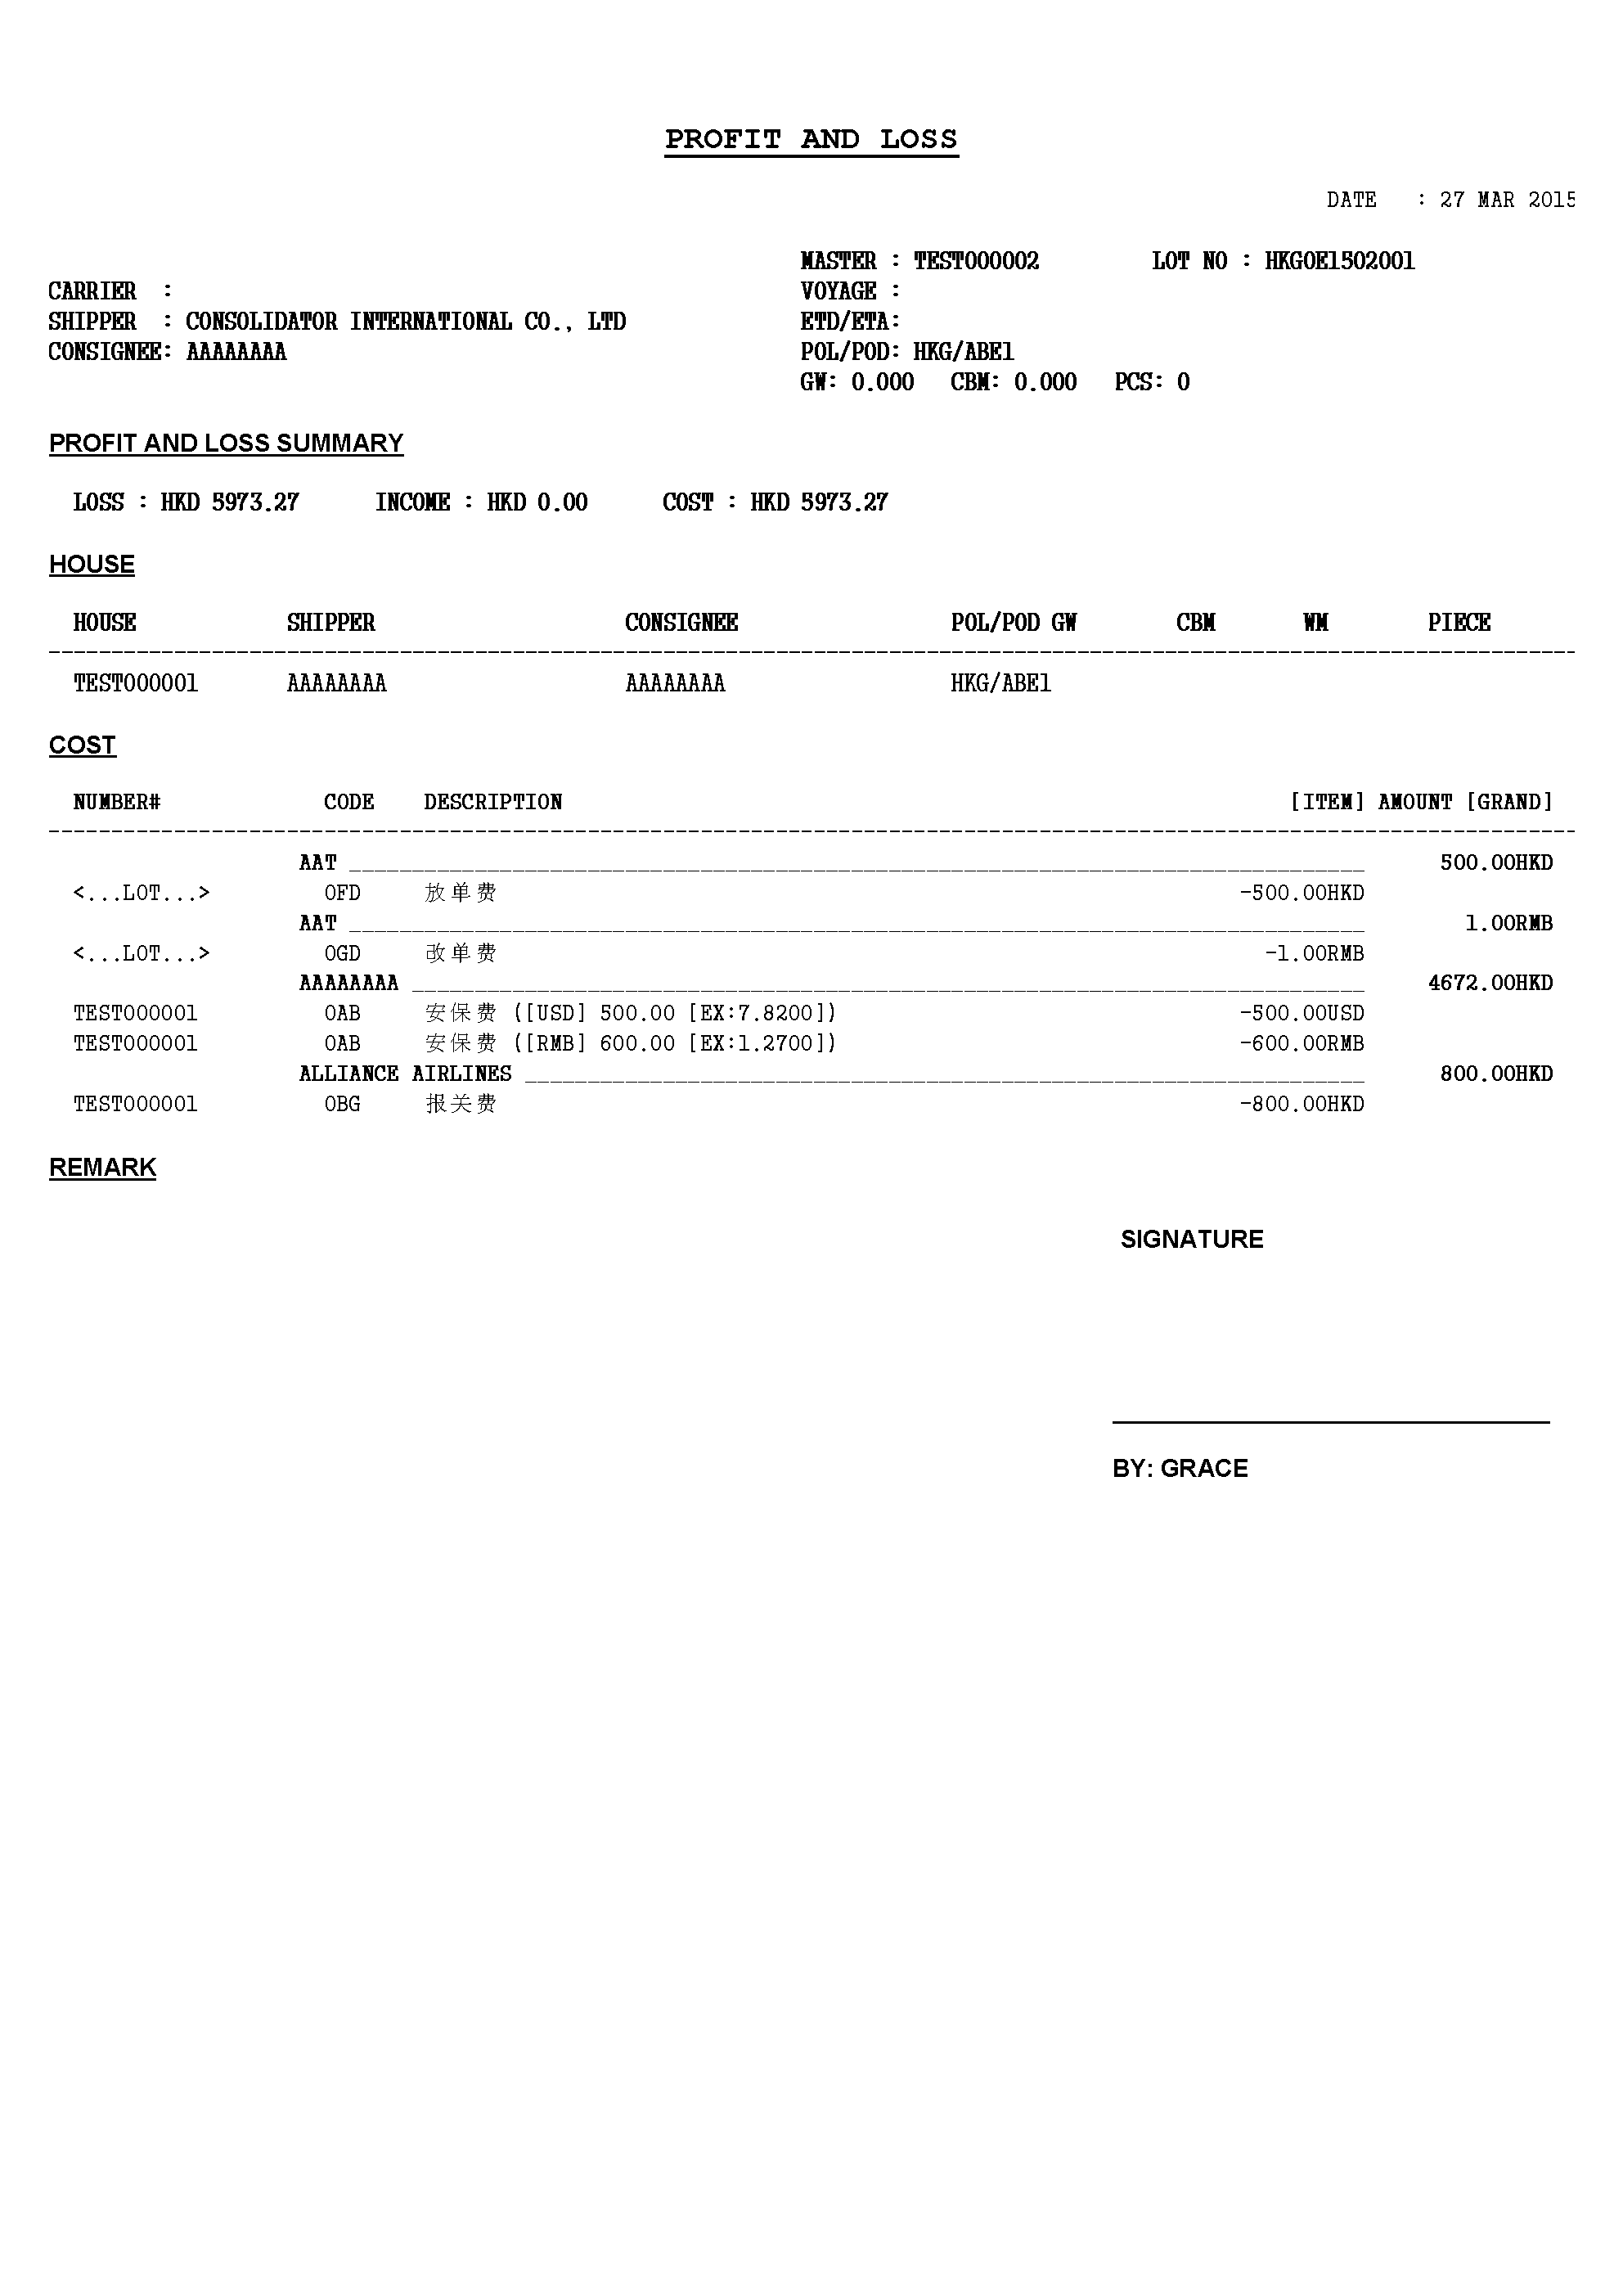 PROFIT AND LOSS
DATE : 27 MAR 2015
MASTER : TEST000002 LOT NO : HKGOE1502001
CARRIER : VOYAGE :
SHIPPER : CONSOLIDATOR INTERNATIONAL CO., LTD ETD/ETA:
CONSIGNEE: AAAAAAAA POL/POD: HKG/ABE1
GW: 0.000 CBM: 0.000 PCS: 0
PROFIT AND LOSS SUMMARY
LOSS : HKD 5973.27 INCOME : HKD 0.00 COST : HKD 5973.27
HOUSE
HOUSE SHIPPER CONSIGNEE POL/POD GW CBM WM PIECE
TEST000001 AAAAAAAA AAAAAAAA HKG/ABE1
COST
NUMBER# CODE DESCRIPTION [ITEM] AMOUNT [GRAND]
AAT 500.00HKD
<...LOT...> OFD 放单费 -500.00HKD
AAT 1.00RMB
<...LOT...> OGD 改单费 -1.00RMB
AAAAAAAA 4672.00HKD
TEST000001 OAB 安保费 ([USD] 500.00 [EX:7.8200]) -500.00USD
TEST000001 OAB 安保费 ([RMB] 600.00 [EX:1.2700]) -600.00RMB
ALLIANCE AIRLINES 800.00HKD
TEST000001 OBG 报关费 -800.00HKD
REMARK
SIGNATURE
BY: GRACE